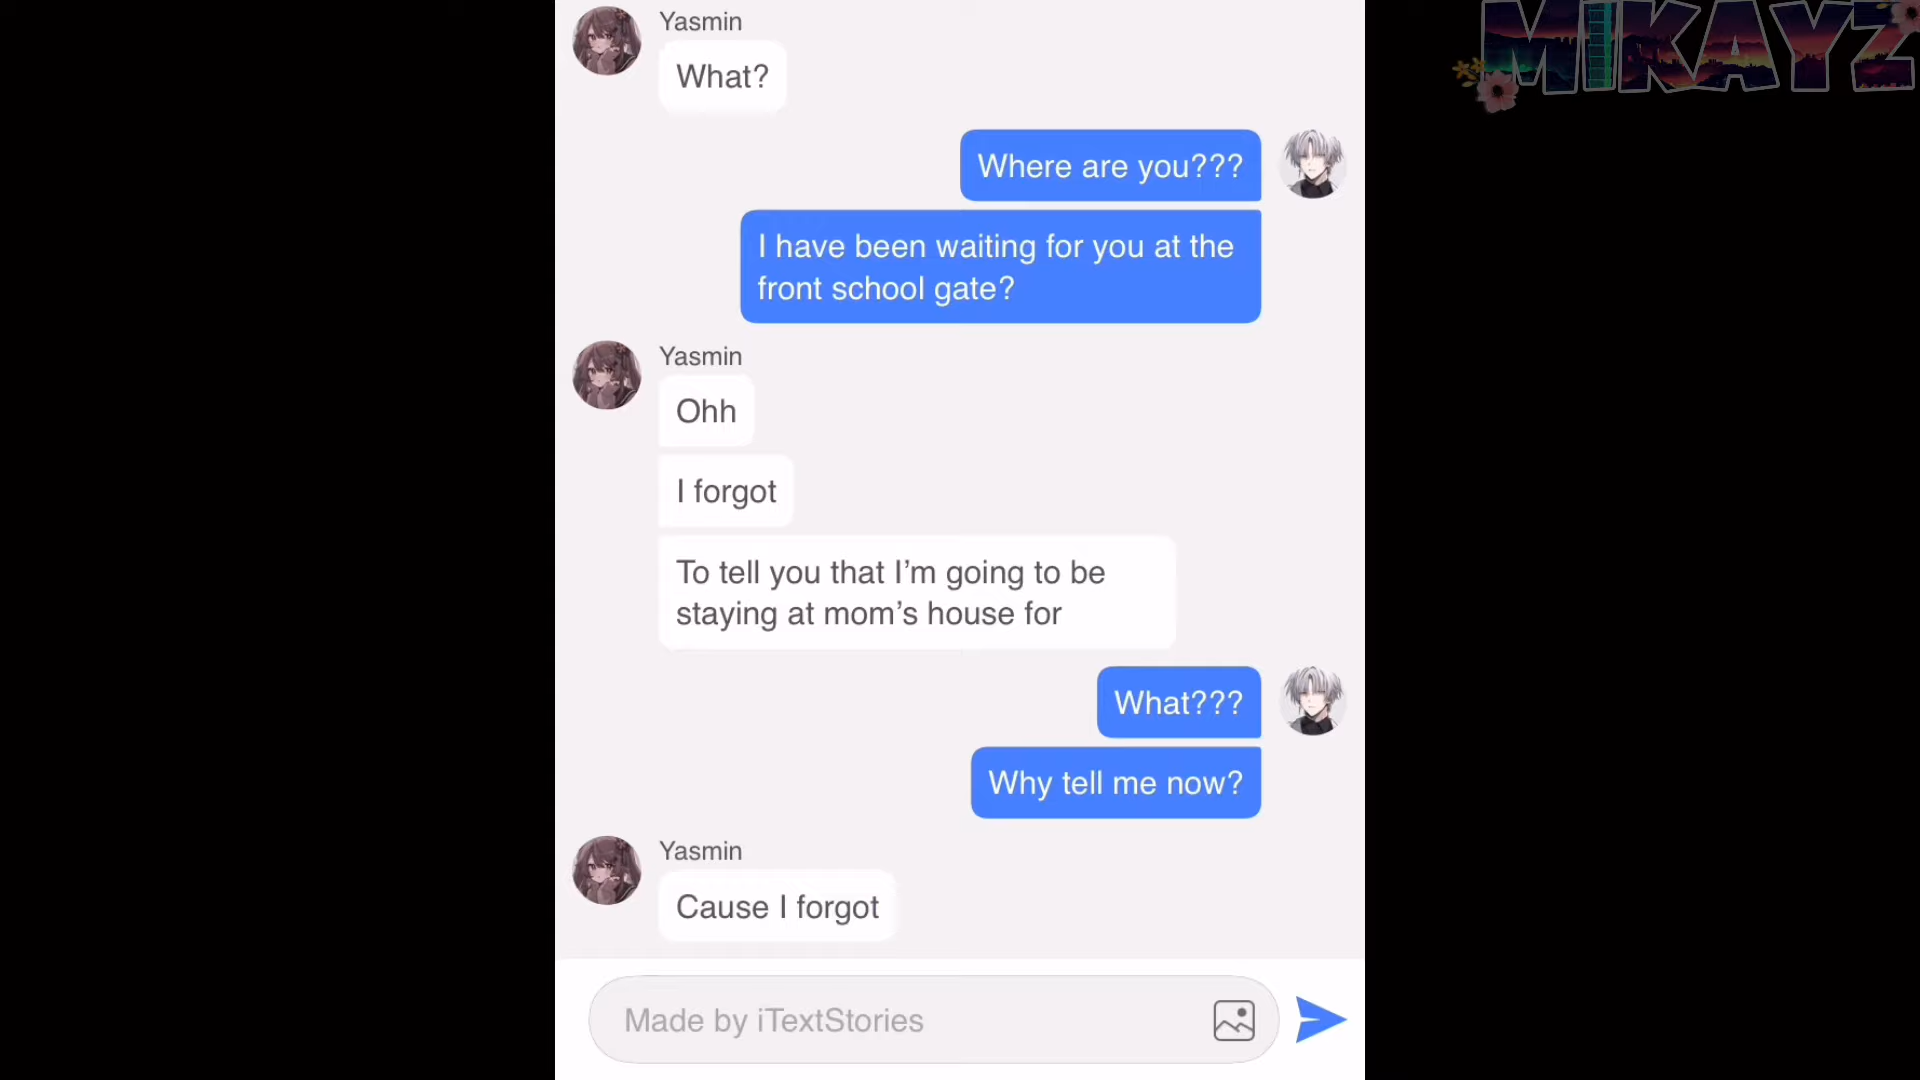 MIKAYZ
Yasmin
What?
Where are you???
I have been waiting for you at the
front school gate?
Yasmin
Ohh
I forgot
To tell you that I’m going to be
staying at mom’s house for
What???
Why tell me now?
Yasmin
Cause I forgot
Made by iTextStories